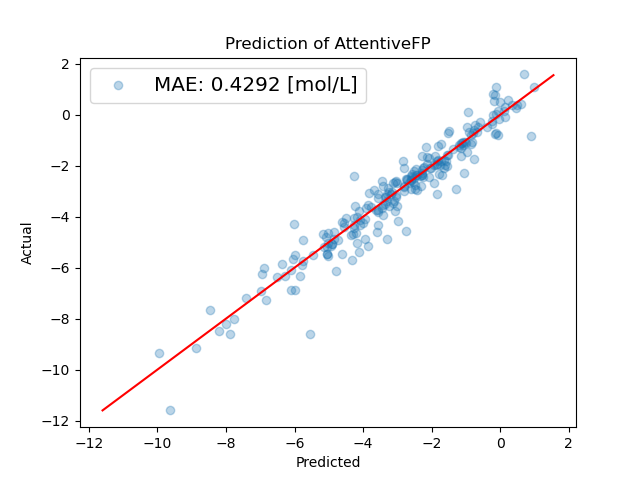 Prediction of AttentiveFP
MAE: 0.4292 [mol/L]
2
0
−2
−4
−6
−8
−10
−12
Actual
−12 −10 −8 −6 −4 −2 0 2
Predicted